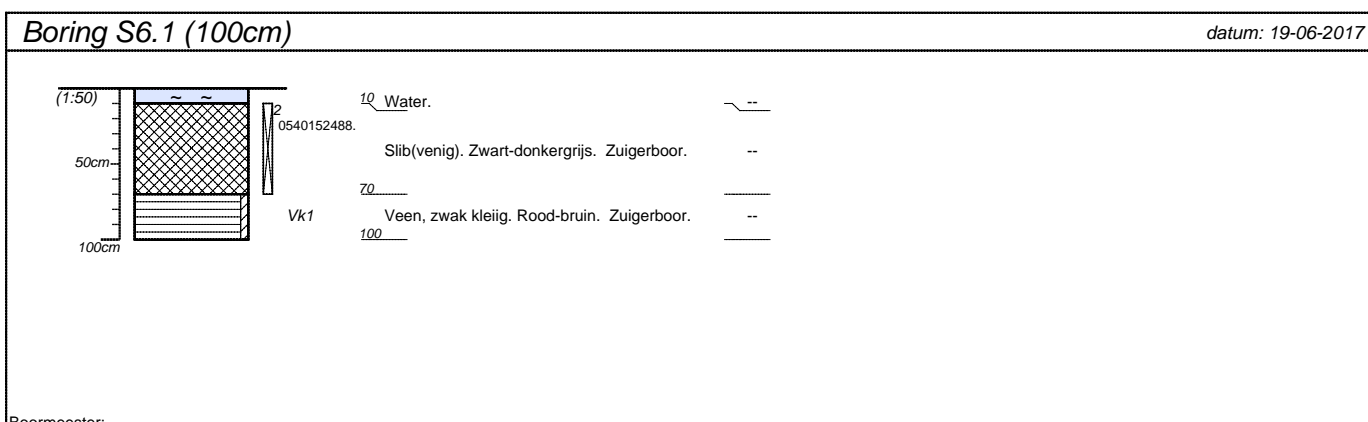 Boring S6.1 (100cm) datum: 19-06-2017
(1:50) ~ ~ 10 Water. --
2
0540152488.
50cm Slib(venig). Zwart-donkergrijs. Zuigerboor. --
70
Vk1 Veen, zwak kleiig. Rood-bruin. Zuigerboor. --
100cm 100
Boormeester: